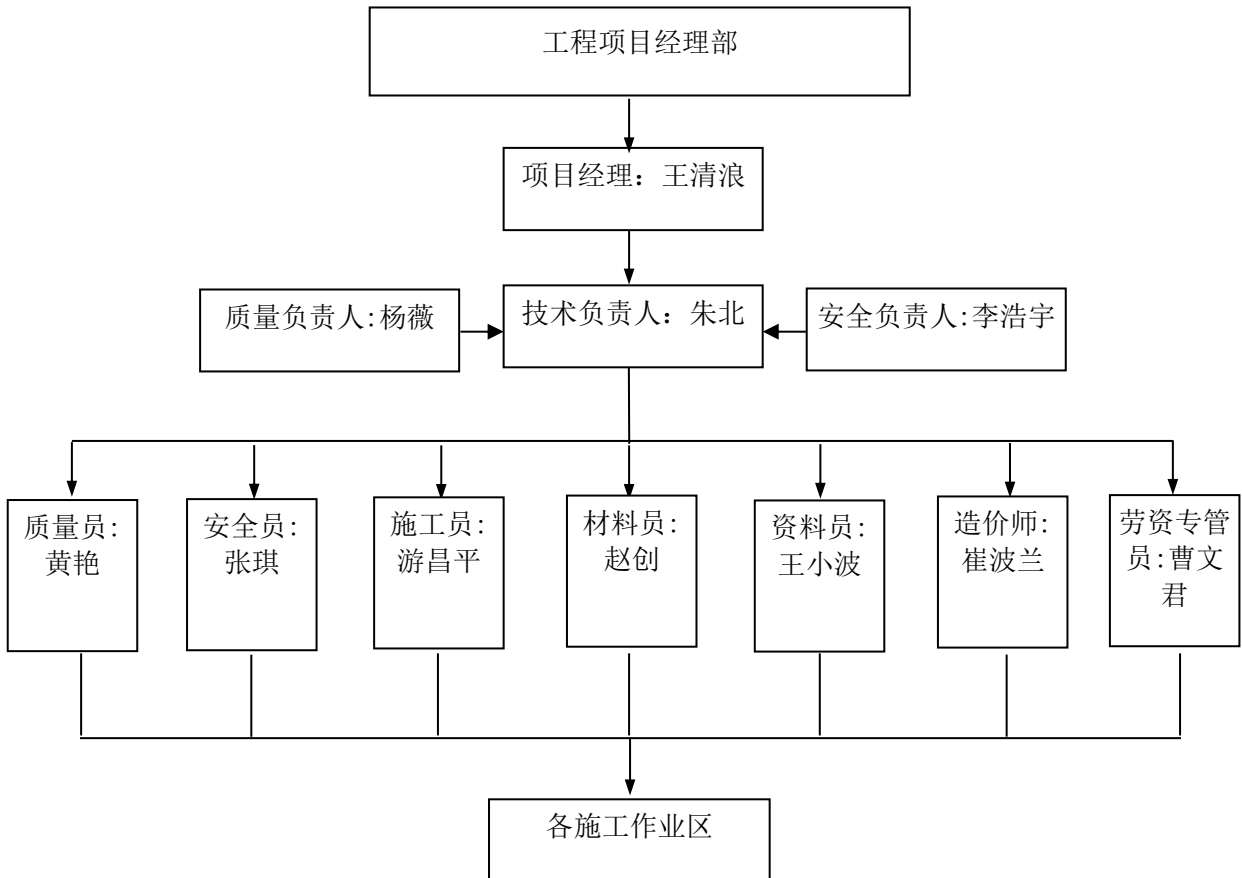 工程项目经理部
项目经理：王清浪
质量负责人:杨薇
技术负责人：朱北
安全负责人:李浩宇
质量员:
黄艳
安全员:
张琪
施工员:
游昌平
材料员:
赵创
资料员:
王小波
造价师:
崔波兰
劳资专管
员:曹文
君
各施工作业区